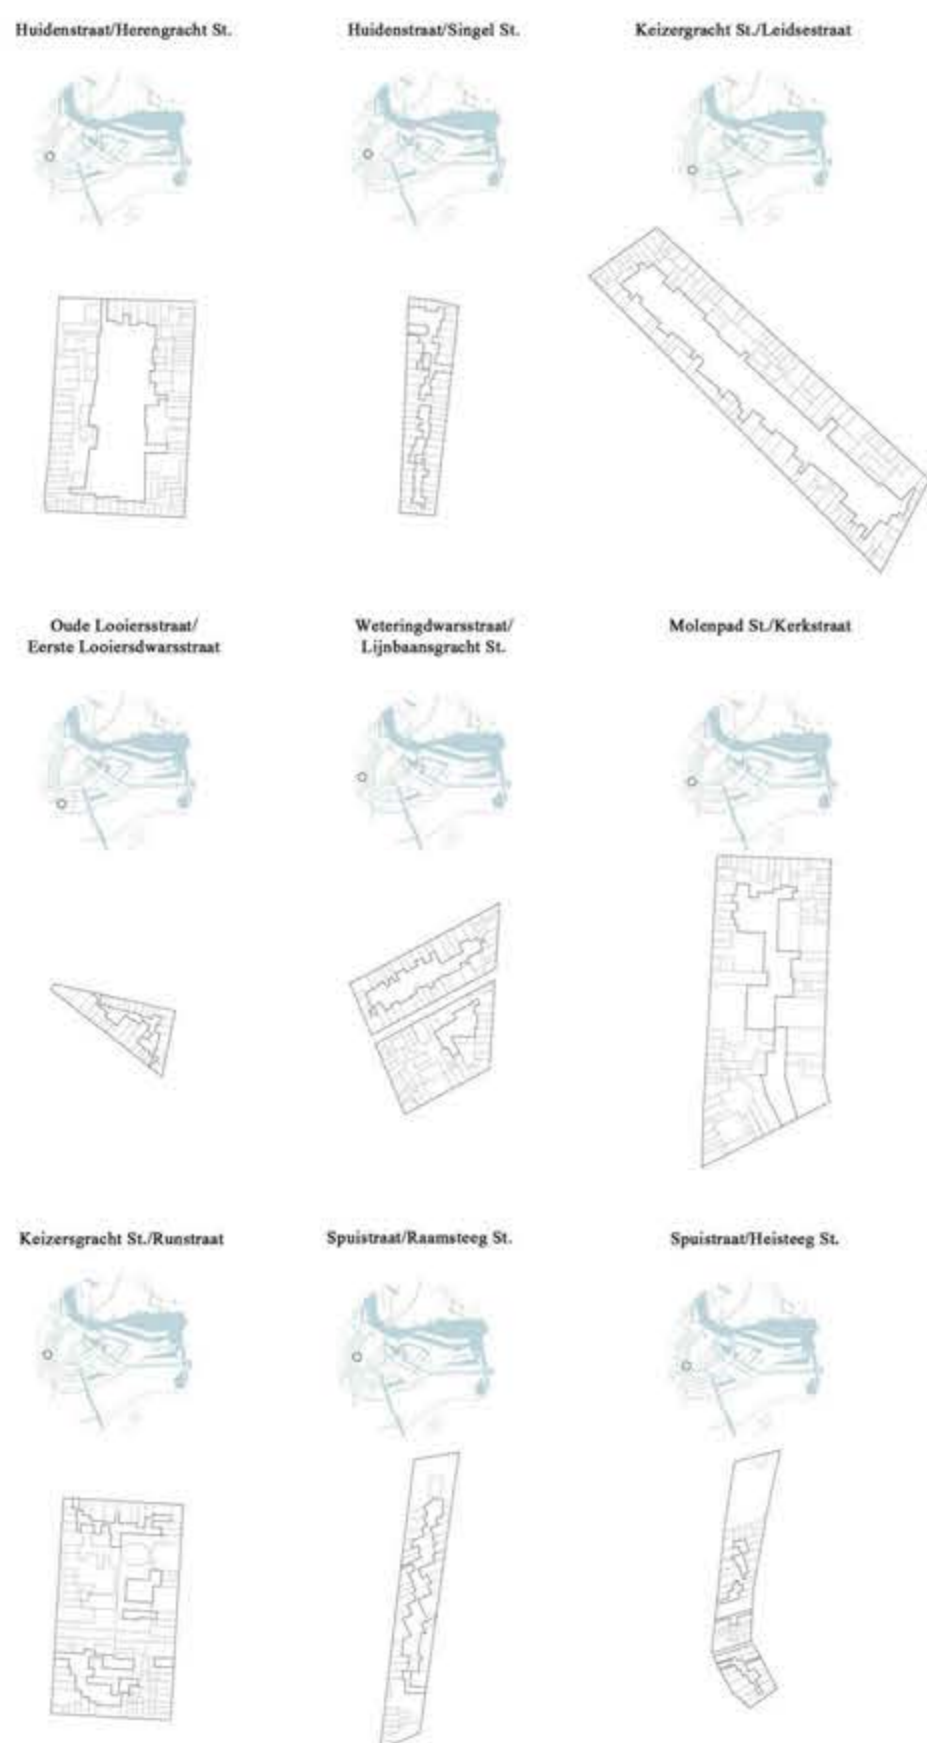 Huidenstraat/Herengracht St.
Huidenstraat/Singel St.
Keizergracht St./Leidsestraat
Oude Looiersstraat/
Eerste Looiersdwarsstraat
Weteringdwarsstraat/
Lijnbaansgracht St.
Molenpad St./Kerkstraat
Keizersgracht St./Runstraat
Spuistraat/Raamsteeg St.
Spuistraat/Heisteeg St.